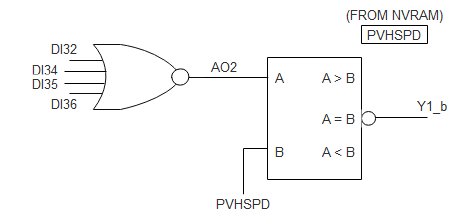 (FROM NVRAM)
PVHSPD
DI32
DI34
DI35
DI36
AO2
A
A > B
A = B
Y1_b
B
A < B
PVHSPD